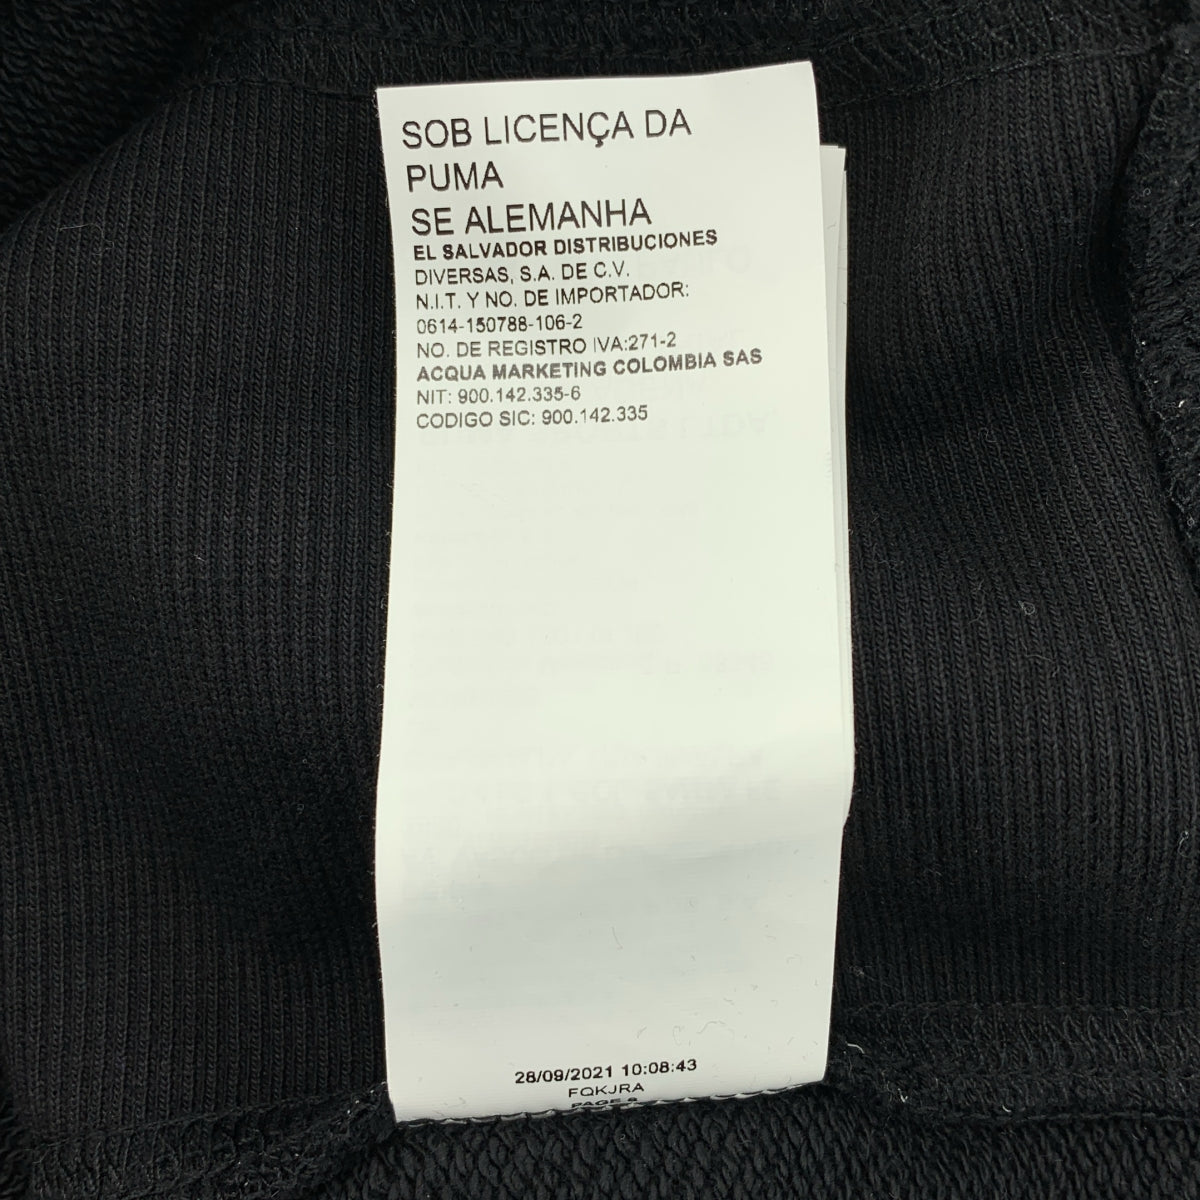 SOB LICENÇA DA
PUMA
SE ALEMANHA
EL SALVADOR DISTRIBUCIONES
DIVERSAS, S.A. DE C.V.
N.I.T. Y NO. DE IMPORTADOR:
0614-150788-106-2
NO. DE REGISTRO IVA:271-2
ACQUA MARKETING COLOMBIA SAS
NIT: 900.142.335-6
CODIGO SIC: 900.142.335
28/09/2021 10:08:43
FQKJRA
PAGE